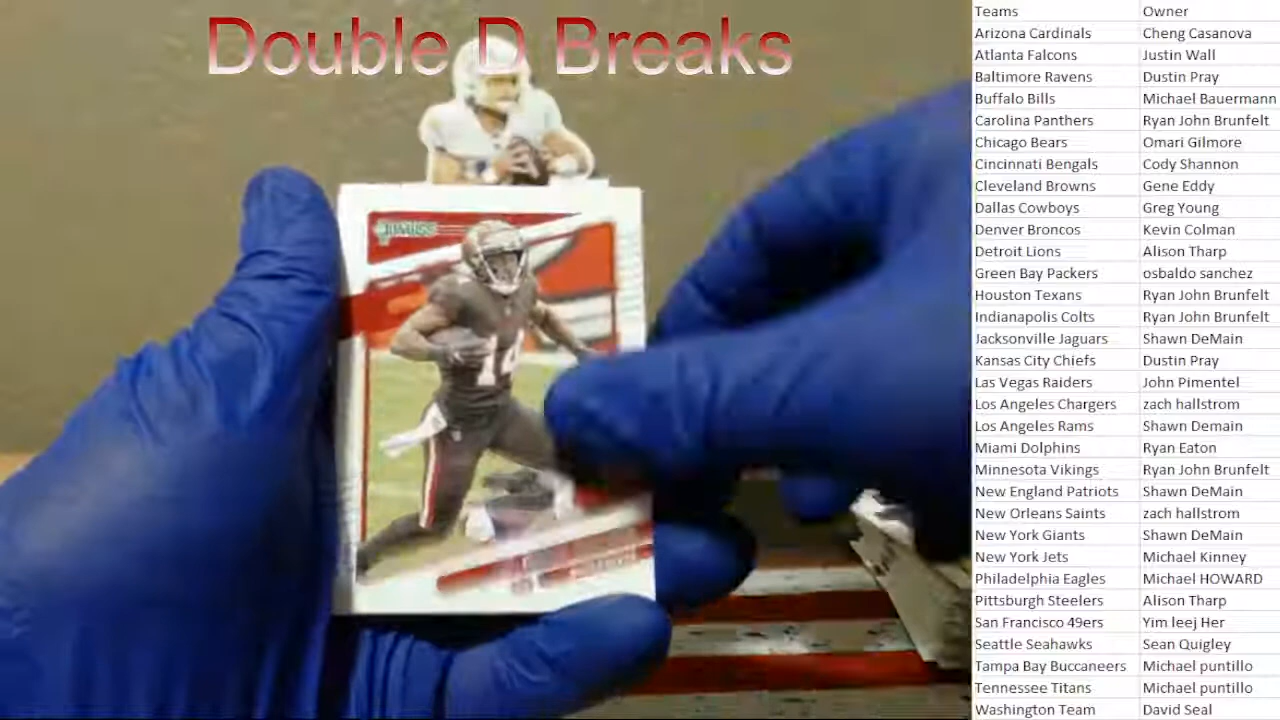 Double D Breaks
Teams Owner
Arizona Cardinals Cheng Casanova
Atlanta Falcons Justin Wall
Baltimore Ravens Dustin Pray
Buffalo Bills Michael Bauermann
Carolina Panthers Ryan John Brunfelt
Chicago Bears Omari Gilmore
Cincinnati Bengals Cody Shannon
Cleveland Browns Gene Eddy
Dallas Cowboys Greg Young
Denver Broncos Kevin Colman
Detroit Lions Alison Tharp
Green Bay Packers osbaldo sanchez
Houston Texans Ryan John Brunfelt
Indianapolis Colts Ryan John Brunfelt
Jacksonville Jaguars Shawn DeMain
Kansas City Chiefs Dustin Pray
Las Vegas Raiders John Pimentel
Los Angeles Chargers zach hallstrom
Los Angeles Rams Shawn Demain
Miami Dolphins Ryan Eaton
Minnesota Vikings Ryan John Brunfelt
New England Patriots Shawn DeMain
New Orleans Saints zach hallstrom
New York Giants Shawn DeMain
New York Jets Michael Kinney
Philadelphia Eagles Michael HOWARD
Pittsburgh Steelers Alison Tharp
San Francisco 49ers Yim leej Her
Seattle Seahawks Sean Quigley
Tampa Bay Buccaneers Michael puntillo
Tennessee Titans Michael puntillo
Washington Team David Seal
14